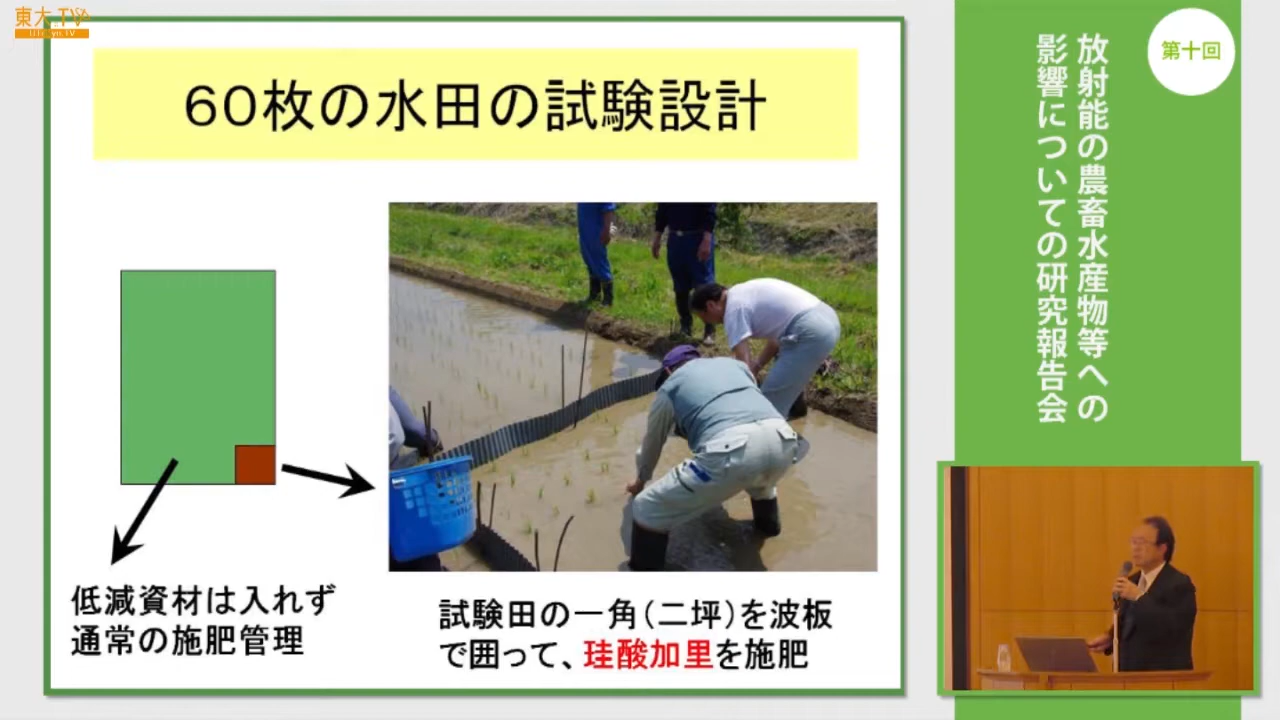 東大TV
UTokyo TV
60枚の水田の試験設計
低減資材は入れず
通常の施肥管理
試験田の一角(二坪)を波板
で囲って、珪酸加里を施肥
第十回
放射能の農畜水産物等への
影響についての研究報告会